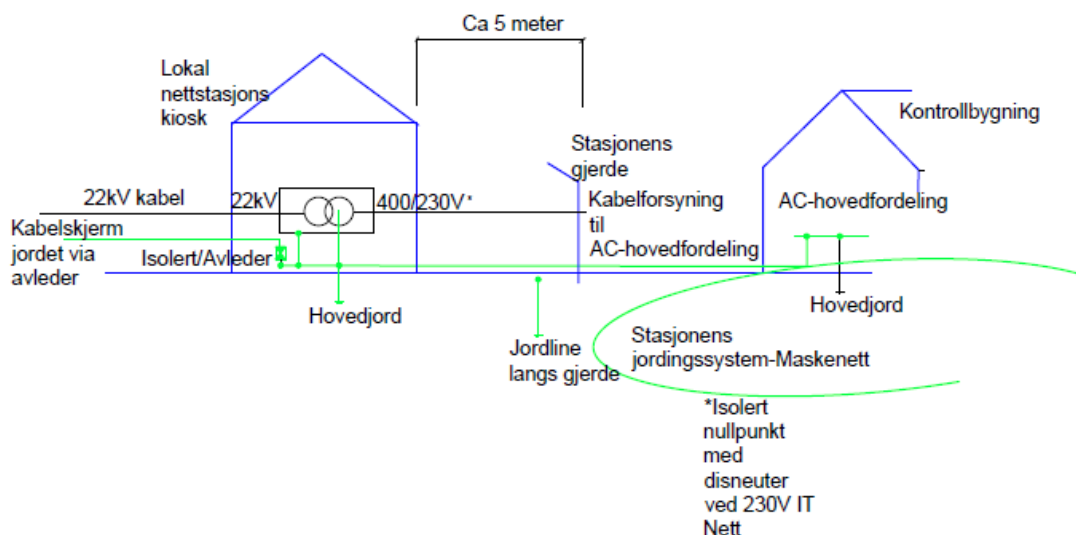 Ca 5 meter
Lokal
nettstasjons
kiosk
Kontrollbygning
Stasjonens
gjerde
22kV kabel
22kV
400/230V*
Kabelforsyning
til
AC-hovedfordeling
AC-hovedfordeling
Kabelskjerm
jordet via
avleder
Isolert/Avleder
Hovedjord
Hovedjord
Jordline
langs gjerde
Stasjonens
jordingssystem-Maskenett
*Isolert
nullpunkt
med
disneuter
ved 230V IT
Nett